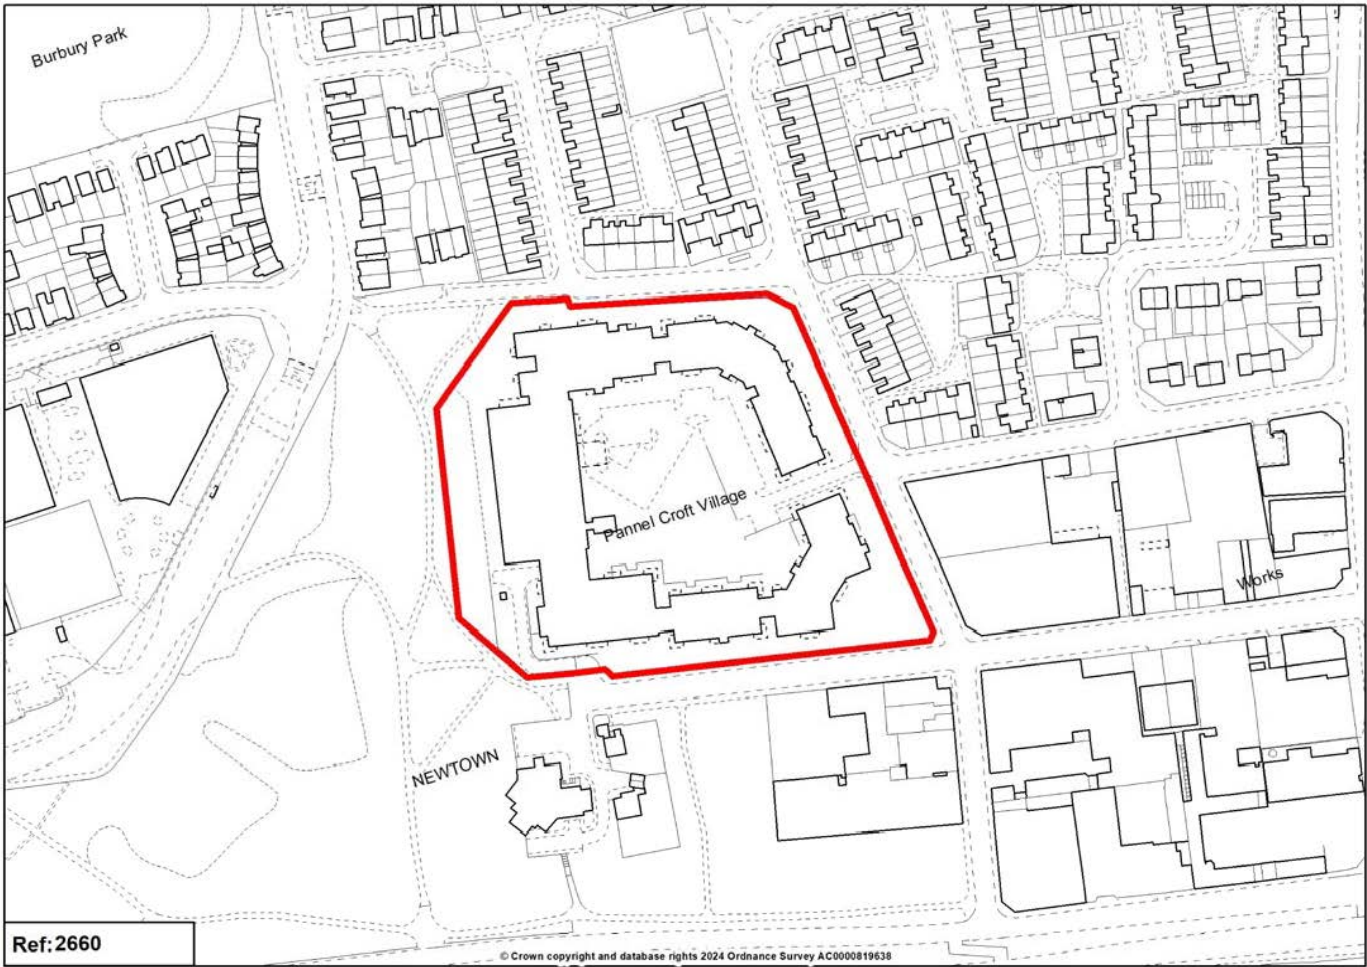 Burbury Park
Pannel Croft Village
Works
NEWTOWN
Ref:2660
© Crown copyright and database rights 2024 Ordnance Survey AC0000819638